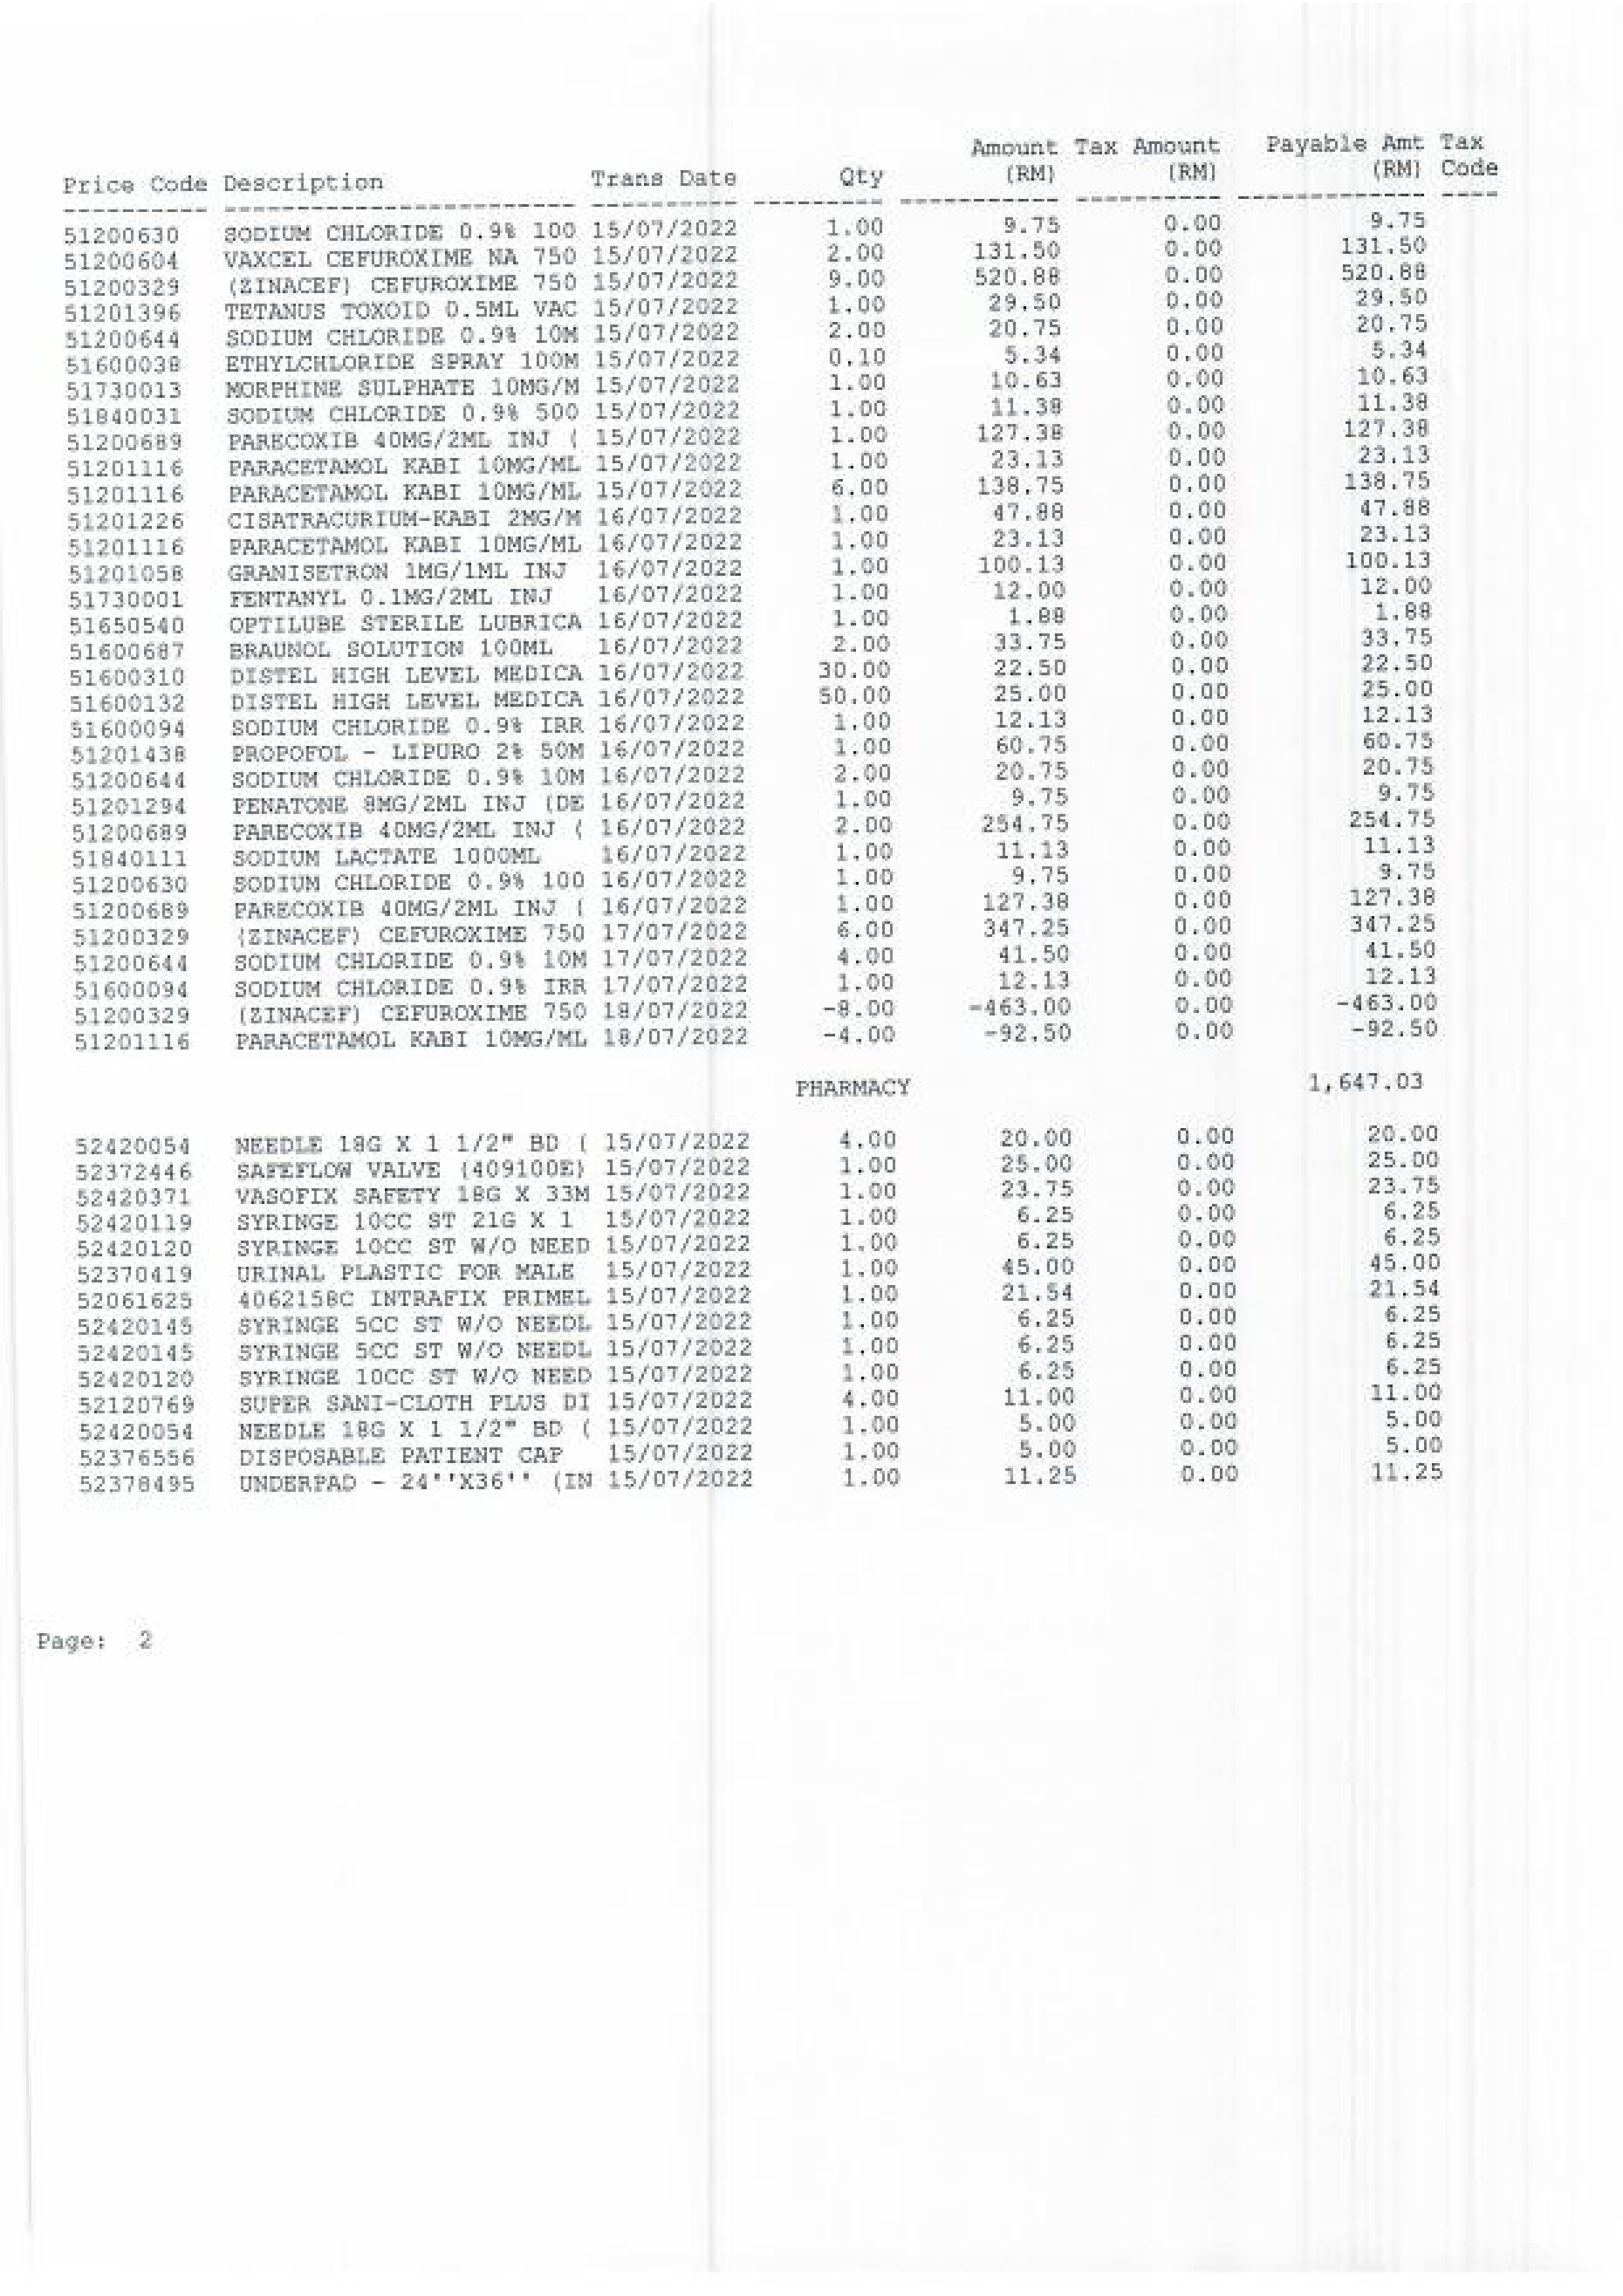 Amount Tax Amount Payable Amt Tax
Price Code Description Trans Date Qty (RM) (RM) (RM) Code
---------- ------------------------ ---------- --------- ----------- ---------- ------------- ----
51200630 SODIUM CHLORIDE 0.9% 100 15/07/2022 1.00 9.75 0.00 9.75
51200604 VAXCEL CEFUROXIME NA 750 15/07/2022 2.00 131.50 0.00 131.50
51200329 (ZINACEF) CEFUROXIME 750 15/07/2022 9.00 520.88 0.00 520.88
51201396 TETANUS TOXOID 0.5ML VAC 15/07/2022 1.00 29.50 0.00 29.50
51200644 SODIUM CHLORIDE 0.9% 10M 15/07/2022 2.00 20.75 0.00 20.75
51600038 ETHYLCHLORIDE SPRAY 100M 15/07/2022 0.10 5.34 0.00 5.34
51730013 MORPHINE SULPHATE 10MG/M 15/07/2022 1.00 10.63 0.00 10.63
51840031 SODIUM CHLORIDE 0.9% 500 15/07/2022 1.00 11.38 0.00 11.38
51200689 PARECOXIB 40MG/2ML INJ ( 15/07/2022 1.00 127.38 0.00 127.38
51201116 PARACETAMOL KABI 10MG/ML 15/07/2022 1.00 23.13 0.00 23.13
51201116 PARACETAMOL KABI 10MG/ML 15/07/2022 6.00 138.75 0.00 138.75
51201226 CISATRACURIUM-KABI 2MG/M 16/07/2022 1.00 47.88 0.00 47.88
51201116 PARACETAMOL KABI 10MG/ML 16/07/2022 1.00 23.13 0.00 23.13
51201058 GRANISETRON 1MG/1ML INJ 16/07/2022 1.00 100.13 0.00 100.13
51730001 FENTANYL 0.1MG/2ML INJ 16/07/2022 1.00 12.00 0.00 12.00
51650540 OPTILUBE STERILE LUBRICA 16/07/2022 1.00 1.88 0.00 1.88
51600687 BRAUNOL SOLUTION 100ML 16/07/2022 2.00 33.75 0.00 33.75
51600310 DISTEL HIGH LEVEL MEDICA 16/07/2022 30.00 22.50 0.00 22.50
51600132 DISTEL HIGH LEVEL MEDICA 16/07/2022 50.00 25.00 0.00 25.00
51600094 SODIUM CHLORIDE 0.9% IRR 16/07/2022 1.00 12.13 0.00 12.13
51201438 PROPOFOL - LIPURO 2% 50M 16/07/2022 1.00 60.75 0.00 60.75
51200644 SODIUM CHLORIDE 0.9% 10M 16/07/2022 2.00 20.75 0.00 20.75
51201294 PENATONE 8MG/2ML INJ (DE 16/07/2022 1.00 9.75 0.00 9.75
51200689 PARECOXIB 40MG/2ML INJ ( 16/07/2022 2.00 254.75 0.00 254.75
51840111 SODIUM LACTATE 1000ML 16/07/2022 1.00 11.13 0.00 11.13
51200630 SODIUM CHLORIDE 0.9% 100 16/07/2022 1.00 9.75 0.00 9.75
51200689 PARECOXIB 40MG/2ML INJ ( 16/07/2022 1.00 127.38 0.00 127.38
51200329 (ZINACEF) CEFUROXIME 750 17/07/2022 6.00 347.25 0.00 347.25
51200644 SODIUM CHLORIDE 0.9% 10M 17/07/2022 4.00 41.50 0.00 41.50
51600094 SODIUM CHLORIDE 0.9% IRR 17/07/2022 1.00 12.13 0.00 12.13
51200329 (ZINACEF) CEFUROXIME 750 18/07/2022 -8.00 -463.00 0.00 -463.00
51201116 PARACETAMOL KABI 10MG/ML 18/07/2022 -4.00 -92.50 0.00 -92.50
PHARMACY 1,647.03
52420054 NEEDLE 18G X 1 1/2" BD ( 15/07/2022 4.00 20.00 0.00 20.00
52372446 SAFEFLOW VALVE (409100E) 15/07/2022 1.00 25.00 0.00 25.00
52420371 VASOFIX SAFETY 18G X 33M 15/07/2022 1.00 23.75 0.00 23.75
52420119 SYRINGE 10CC ST 21G X 1 15/07/2022 1.00 6.25 0.00 6.25
52420120 SYRINGE 10CC ST W/O NEED 15/07/2022 1.00 6.25 0.00 6.25
52370419 URINAL PLASTIC FOR MALE 15/07/2022 1.00 45.00 0.00 45.00
52061625 4062158C INTRAFIX PRIMEL 15/07/2022 1.00 21.54 0.00 21.54
52420145 SYRINGE 5CC ST W/O NEEDL 15/07/2022 1.00 6.25 0.00 6.25
52420145 SYRINGE 5CC ST W/O NEEDL 15/07/2022 1.00 6.25 0.00 6.25
52420120 SYRINGE 10CC ST W/O NEED 15/07/2022 1.00 6.25 0.00 6.25
52120769 SUPER SANI-CLOTH PLUS DI 15/07/2022 4.00 11.00 0.00 11.00
52420054 NEEDLE 18G X 1 1/2" BD ( 15/07/2022 1.00 5.00 0.00 5.00
52376556 DISPOSABLE PATIENT CAP 15/07/2022 1.00 5.00 0.00 5.00
52378495 UNDERPAD - 24''X36'' (IN 15/07/2022 1.00 11.25 0.00 11.25
Page: 2